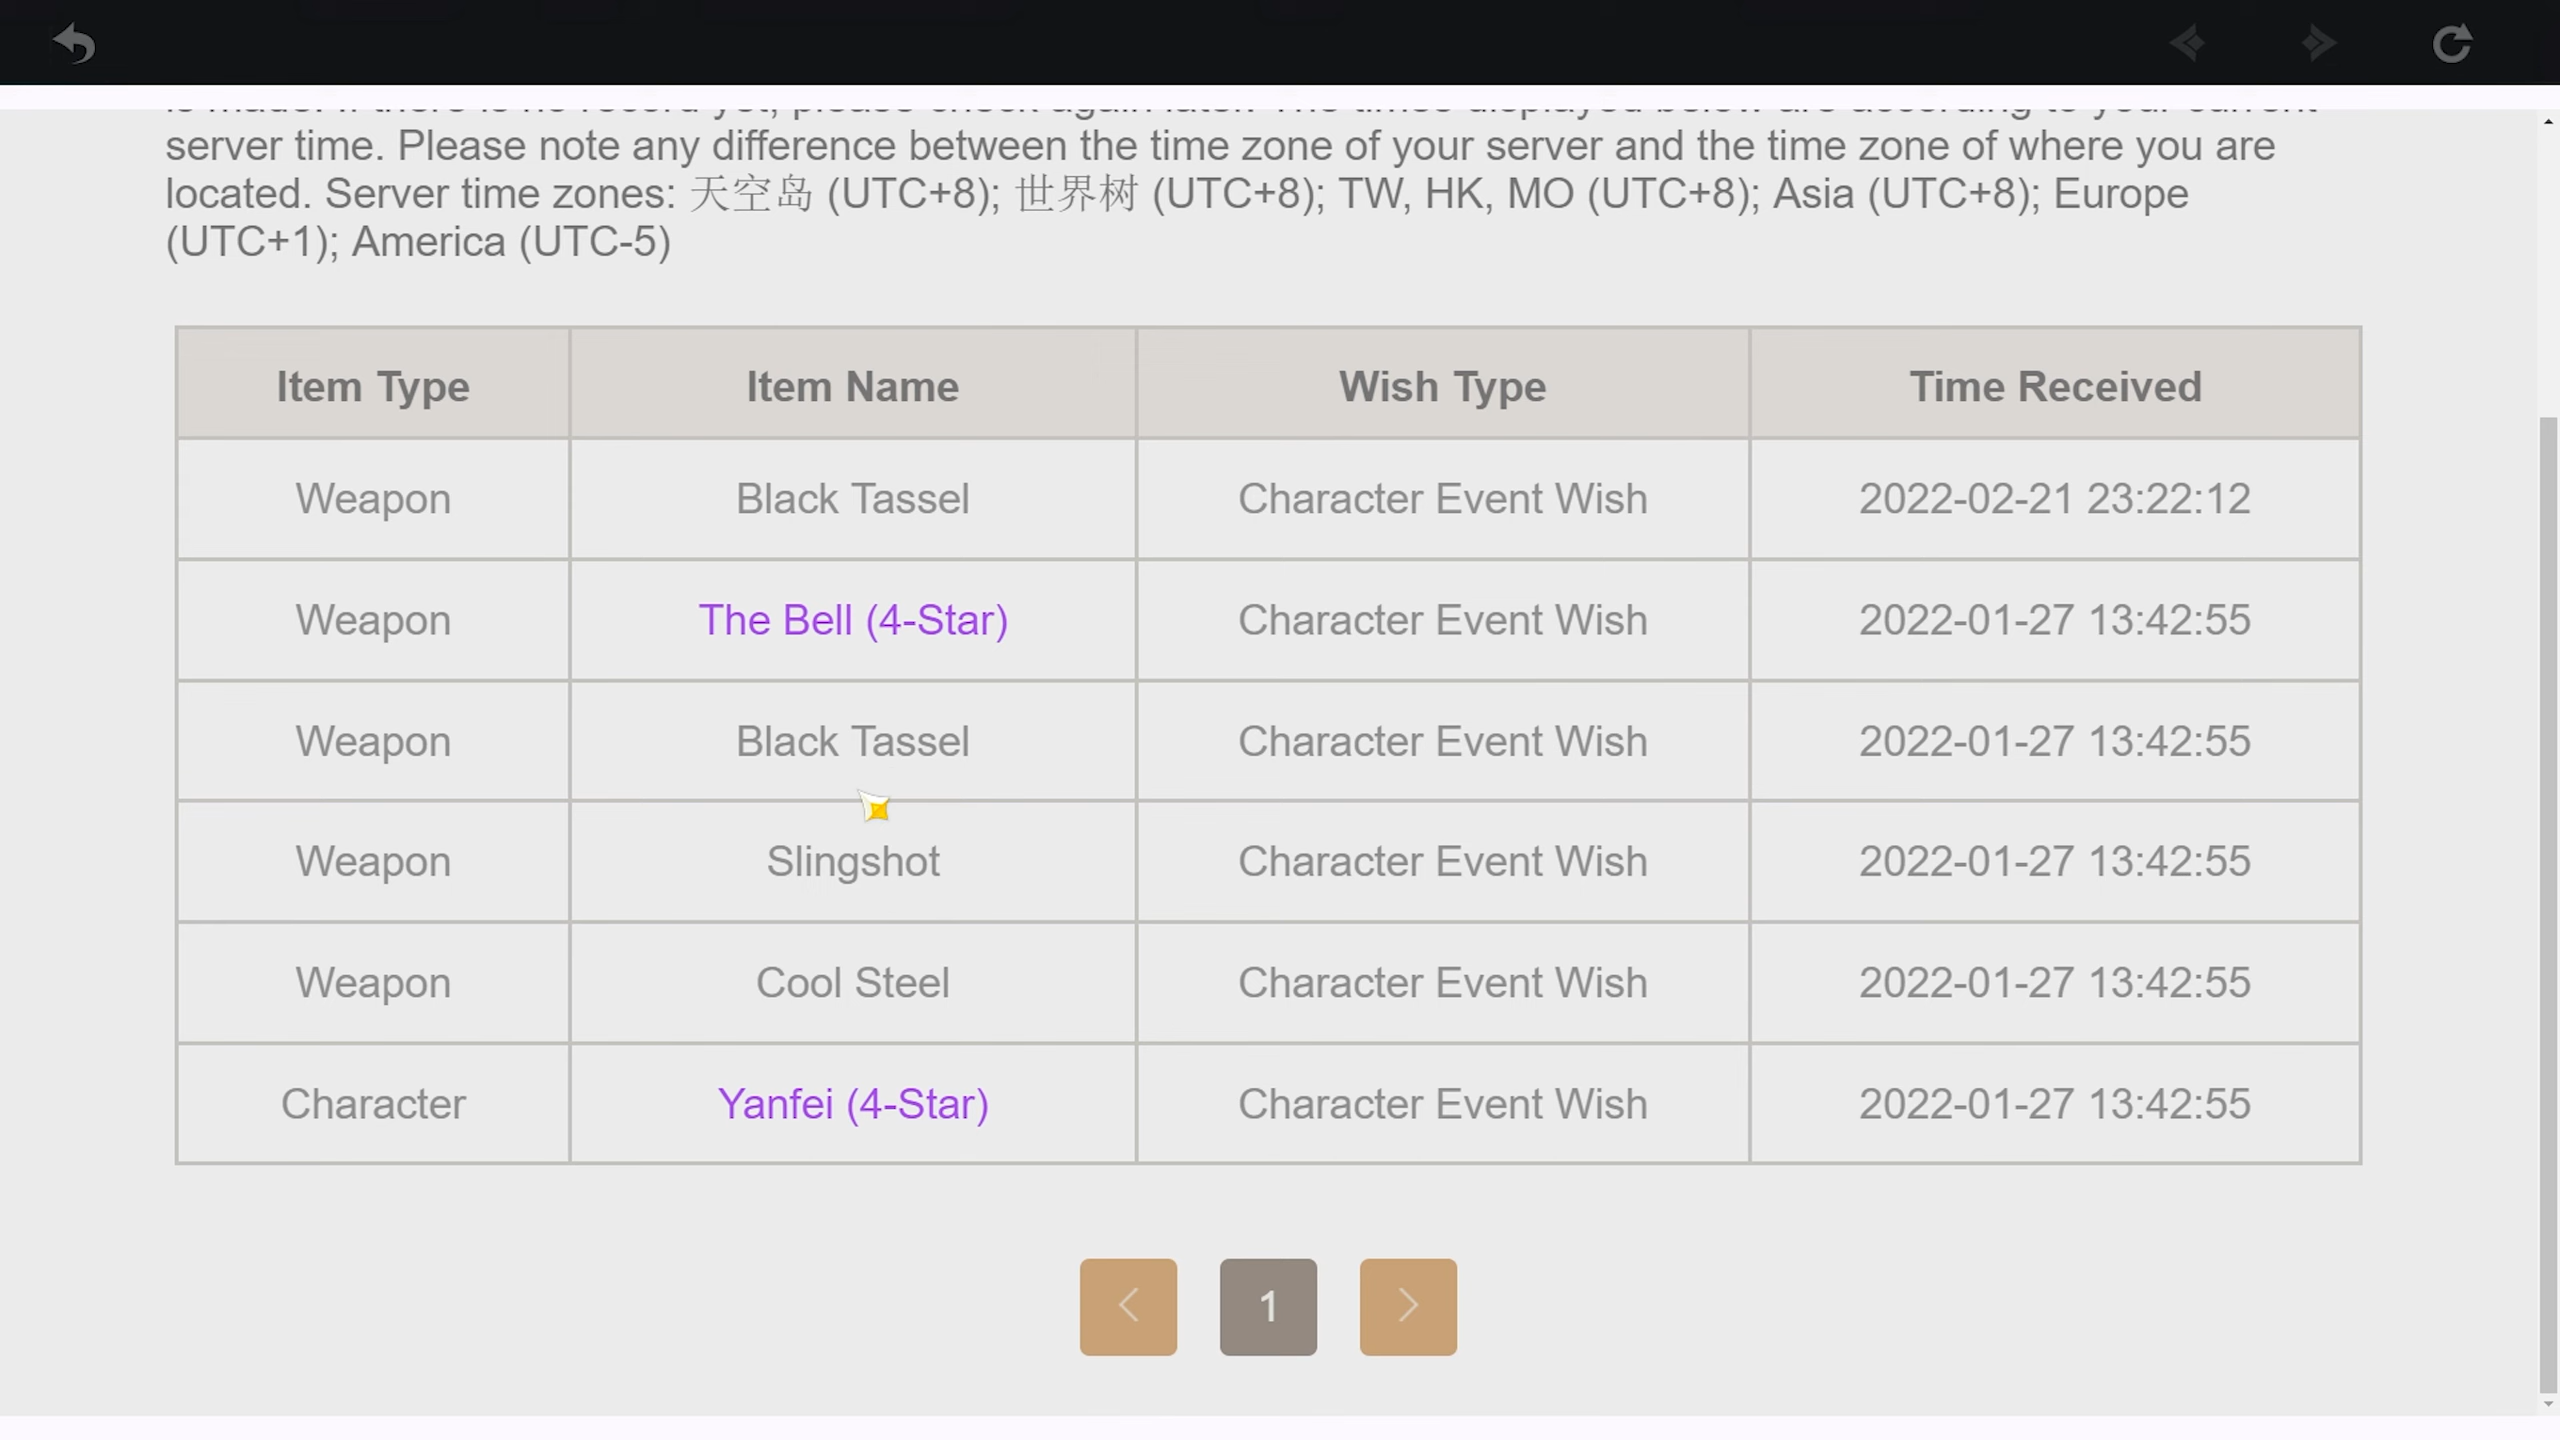 server time. Please note any difference between the time zone of your server and the time zone of where you are
located. Server time zones: 天空岛 (UTC+8); 世界树 (UTC+8); TW, HK, MO (UTC+8); Asia (UTC+8); Europe
(UTC+1); America (UTC-5)
Item Type Item Name Wish Type Time Received
Weapon Black Tassel Character Event Wish 2022-02-21 23:22:12
Weapon The Bell (4-Star) Character Event Wish 2022-01-27 13:42:55
Weapon Black Tassel Character Event Wish 2022-01-27 13:42:55
Weapon Slingshot Character Event Wish 2022-01-27 13:42:55
Weapon Cool Steel Character Event Wish 2022-01-27 13:42:55
Character Yanfei (4-Star) Character Event Wish 2022-01-27 13:42:55
1